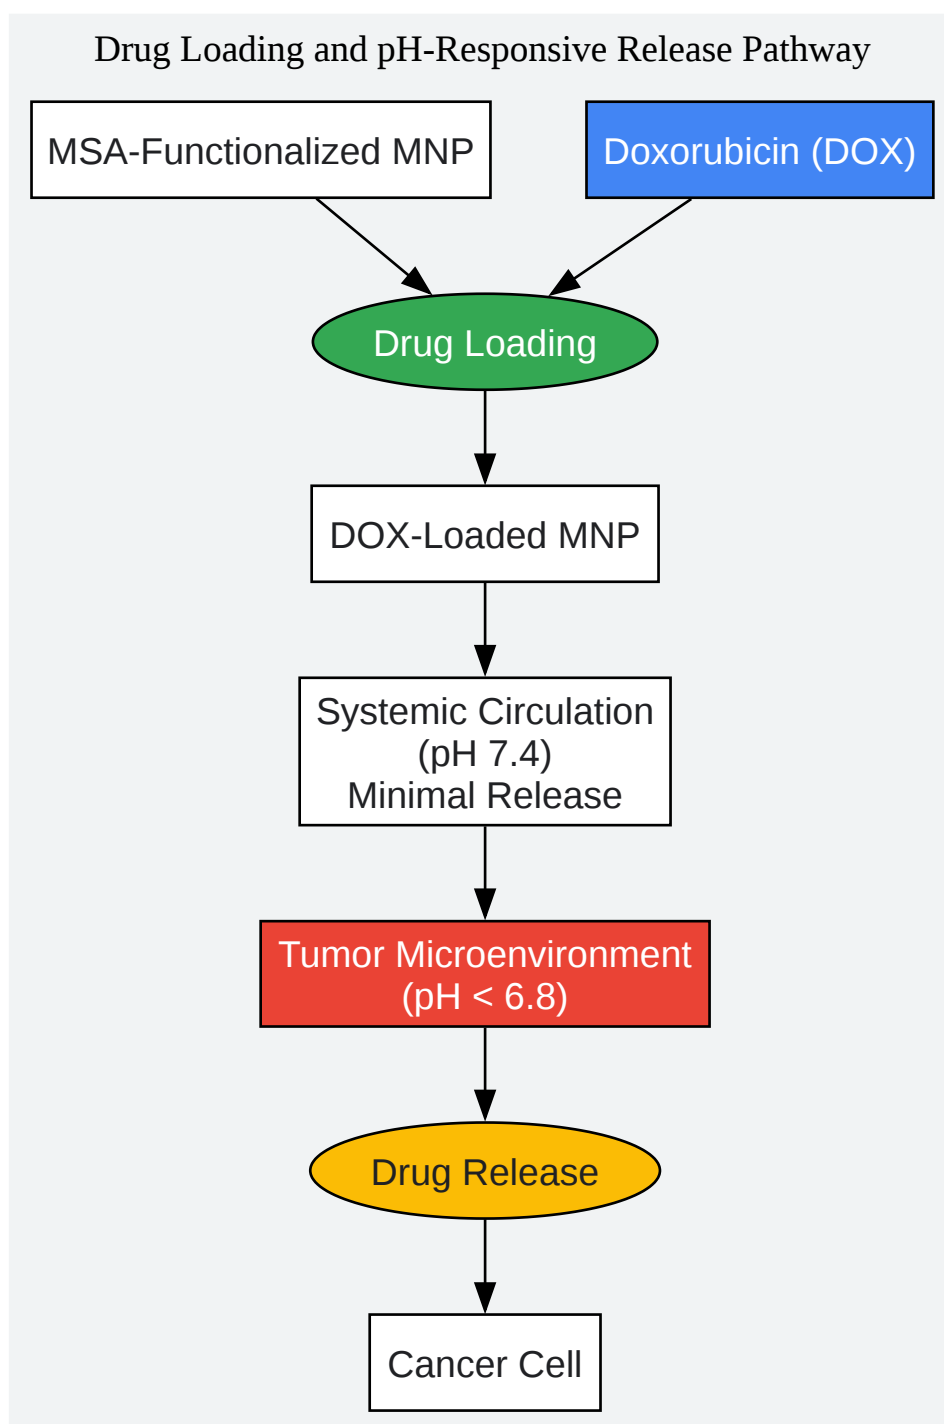 Drug Loading and pH-Responsive Release Pathway
MSA-Functionalized MNP
Doxorubicin (DOX)
Drug Loading
DOX-Loaded MNP
Systemic Circulation
(pH 7.4)
Minimal Release
Tumor Microenvironment
(pH < 6.8)
Drug Release
Cancer Cell